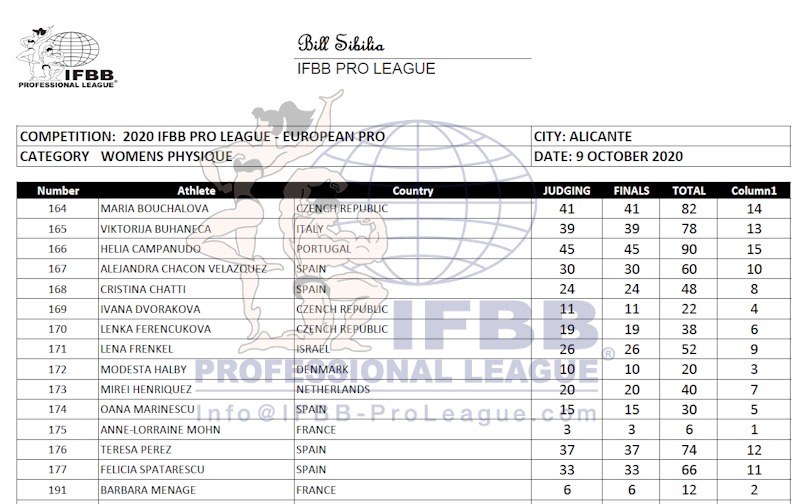 IFBB
PROFESSIONAL LEAGUE®
Bill Sibilia
IFBB PRO LEAGUE
COMPETITION: 2020 IFBB PRO LEAGUE - EUROPEAN PRO CITY: ALICANTE
CATEGORY WOMENS PHYSIQUE DATE: 9 OCTOBER 2020
Number Athlete Country JUDGING FINALS TOTAL Column1
164 MARIA BOUCHALOVA CZENCH REPUBLIC 41 41 82 14
165 VIKTORIJA BUHANECA ITALY 39 39 78 13
166 HELIA CAMPANUDO PORTUGAL 45 45 90 15
167 ALEJANDRA CHACON VELAZQUEZ SPAIN 30 30 60 10
168 CRISTINA CHATTI SPAIN 24 24 48 8
169 IVANA DVORAKOVA CZENCH REPUBLIC 11 11 22 4
170 LENKA FERENCUKOVA CZENCH REPUBLIC 19 19 38 6
171 LENA FRENKEL ISRAEL 26 26 52 9
172 MODESTA HALBY DENMARK 10 10 20 3
173 MIREI HENRIQUEZ NETHERLANDS 20 20 40 7
174 OANA MARINESCU SPAIN 15 15 30 5
175 ANNE-LORRAINE MOHN FRANCE 3 3 6 1
176 TERESA PEREZ SPAIN 37 37 74 12
177 FELICIA SPATARESCU SPAIN 33 33 66 11
191 BARBARA MENAGE FRANCE 6 6 12 2
IFBB
PROFESSIONAL LEAGUE®
Info@IFBB-ProLeague.com